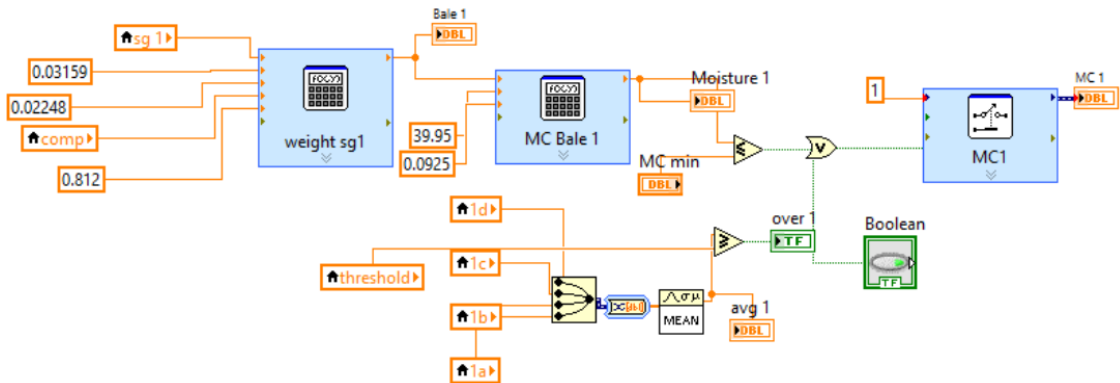 Bale 1
DBL
sg 1
0.03159
0.02248
comp
0.812
f(x,y)
weight sg1
39.95
0.0925
f(x,y)
MC Bale 1
Moisture 1
DBL
MC min
DBL
1
MC1
MC 1
DBL
1d
1c
threshold
1b
1a
MEAN
avg 1
DBL
over 1
TF
Boolean
TF